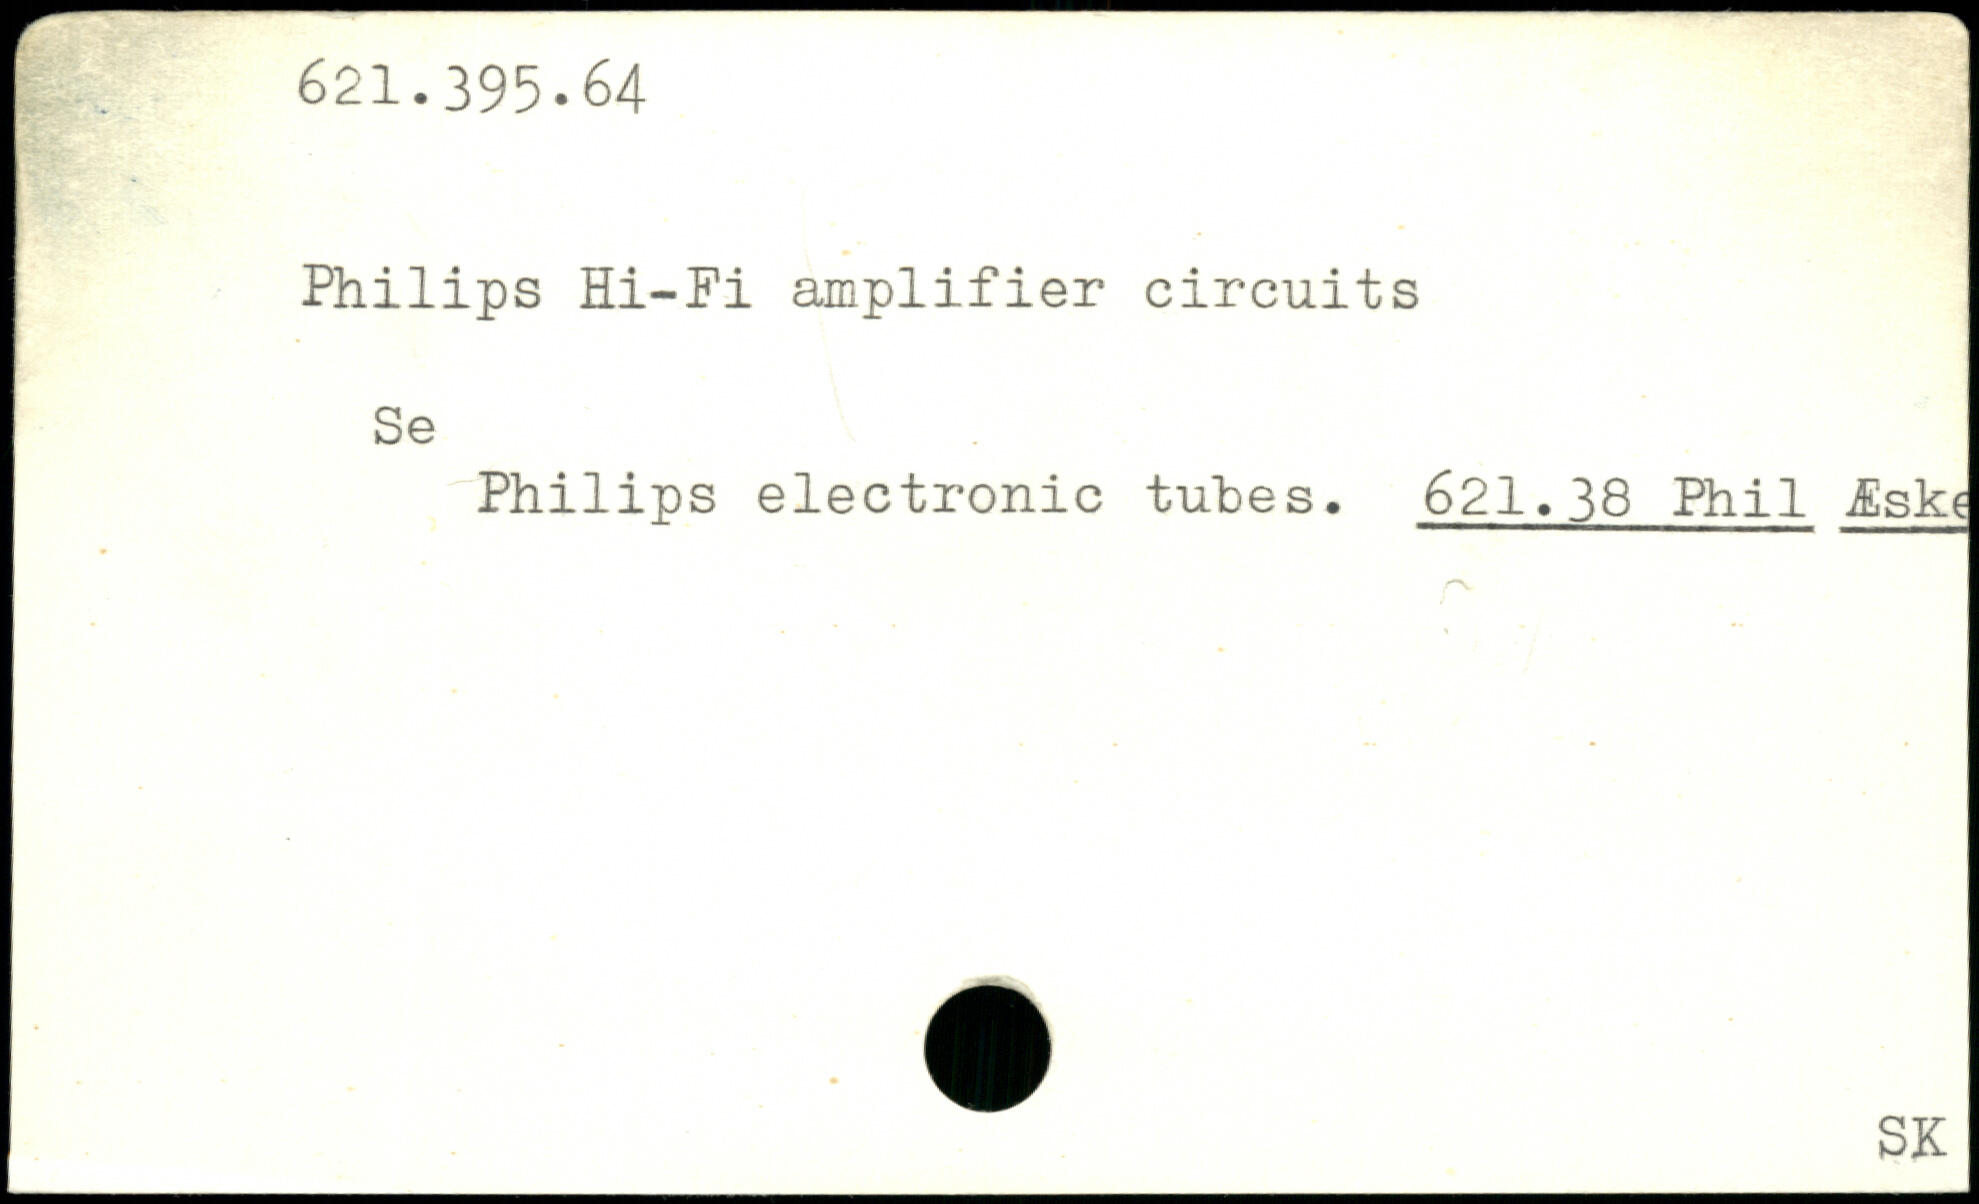 621.395.64
Philips Hi-Fi amplifier circuits
Se
Philips electronic tubes. 621.38 Phil Æske
SK